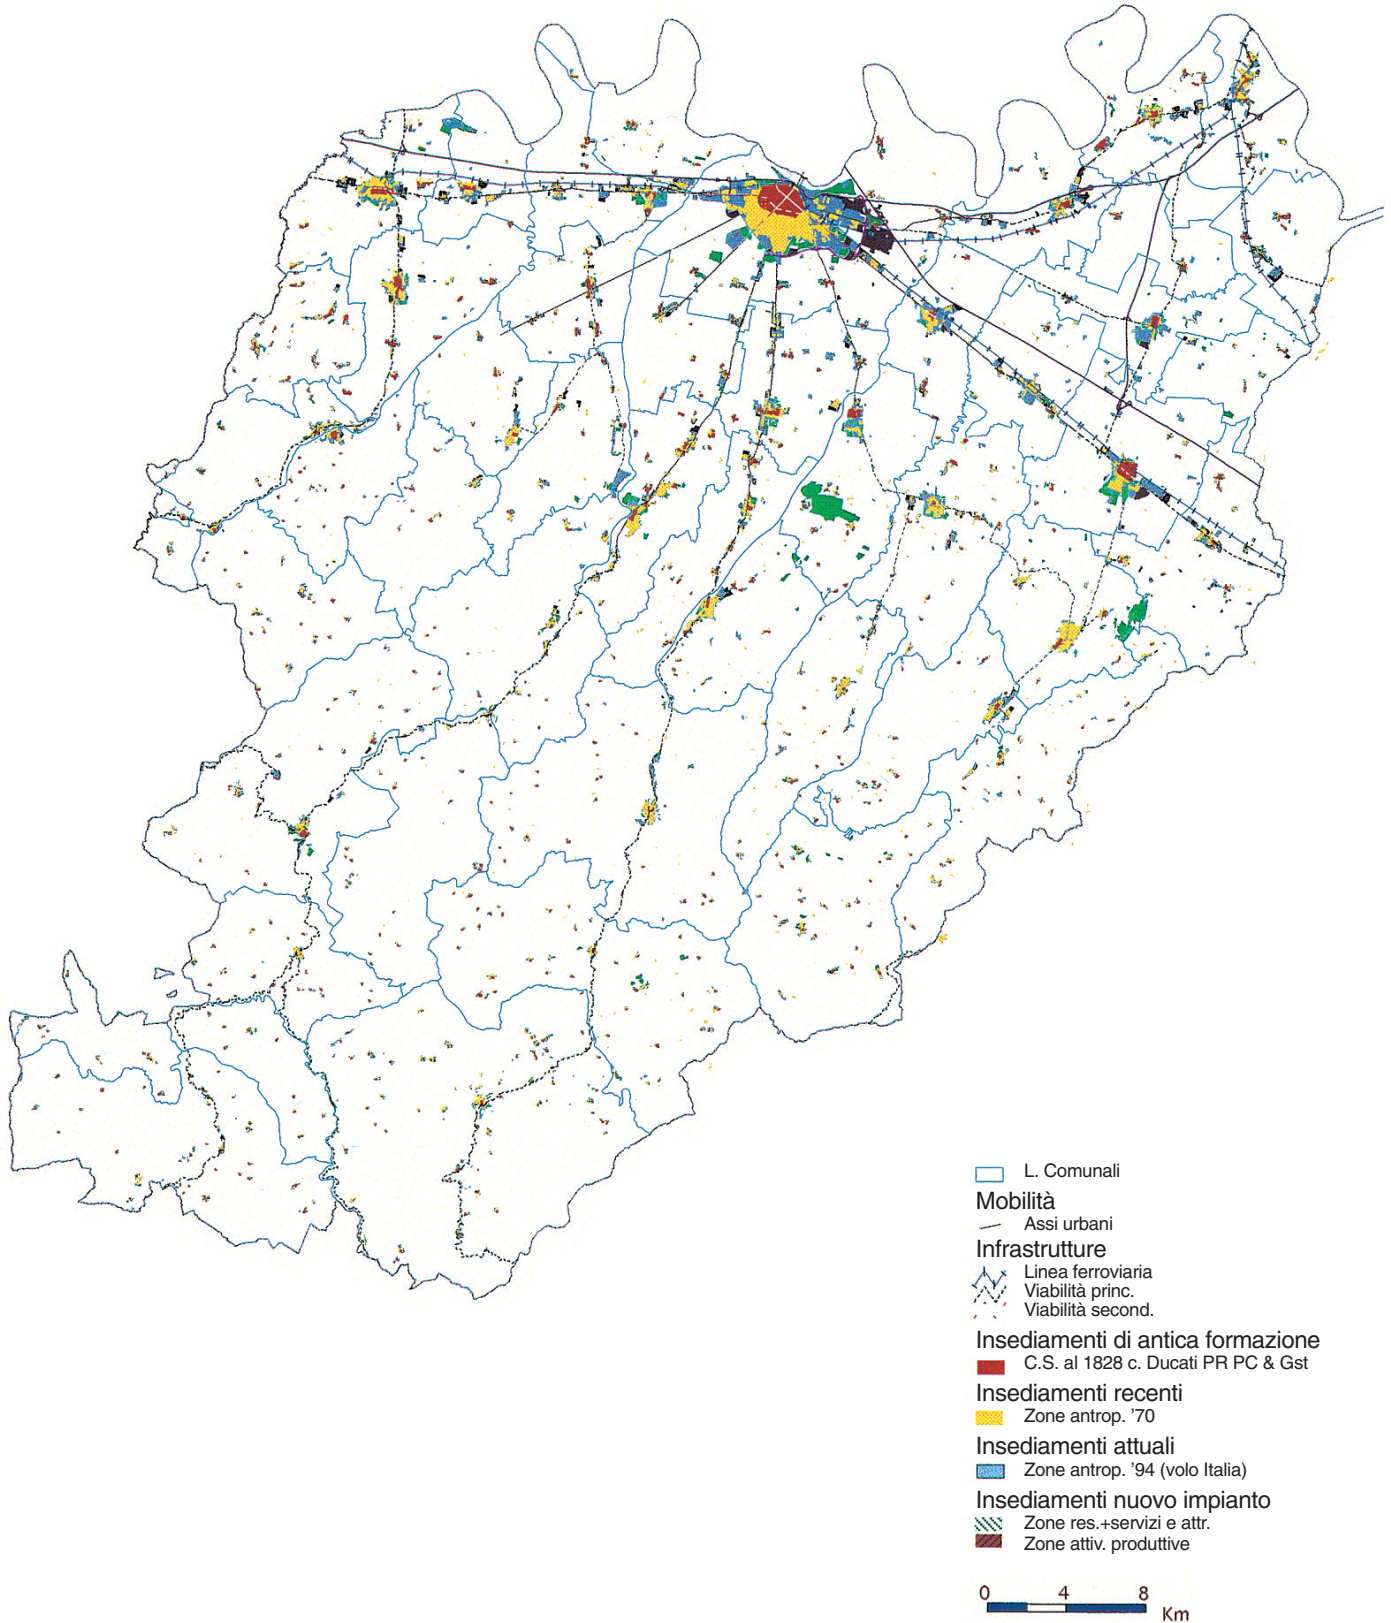 L. Comunali
Mobilità
Assi urbani
Infrastrutture
Linea ferroviaria
Viabilità princ.
Viabilità second.
Insediamenti di antica formazione
C.S. al 1828 c. Ducati PR PC & Gst
Insediamenti recenti
Zone antrop. ’70
Insediamenti attuali
Zone antrop. ’94 (volo Italia)
Insediamenti nuovo impianto
Zone res.+servizi e attr.
Zone attiv. produttive
0 4 8
Km